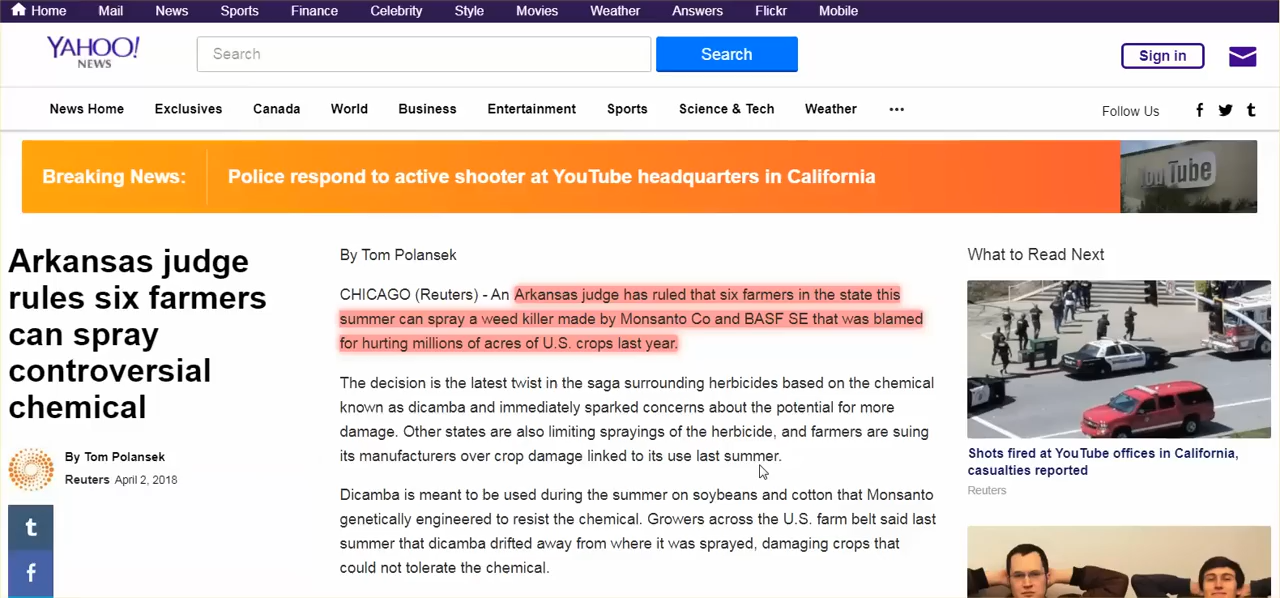 Home Mail News Sports Finance Celebrity Style Movies Weather Answers Flickr Mobile
YAHOO!
NEWS
Search
Search
Sign in
News Home Exclusives Canada World Business Entertainment Sports Science & Tech Weather •••
Follow Us f t
Breaking News: Police respond to active shooter at YouTube headquarters in California
You Tube
Arkansas judge
rules six farmers
can spray
controversial
chemical
By Tom Polansek
Reuters April 2, 2018
t
f
By Tom Polansek
CHICAGO (Reuters) - An Arkansas judge has ruled that six farmers in the state this
summer can spray a weed killer made by Monsanto Co and BASF SE that was blamed
for hurting millions of acres of U.S. crops last year.
The decision is the latest twist in the saga surrounding herbicides based on the chemical
known as dicamba and immediately sparked concerns about the potential for more
damage. Other states are also limiting sprayings of the herbicide, and farmers are suing
its manufacturers over crop damage linked to its use last summer.
Dicamba is meant to be used during the summer on soybeans and cotton that Monsanto
genetically engineered to resist the chemical. Growers across the U.S. farm belt said last
summer that dicamba drifted away from where it was sprayed, damaging crops that
could not tolerate the chemical.
What to Read Next
Shots fired at YouTube offices in California,
casualties reported
Reuters